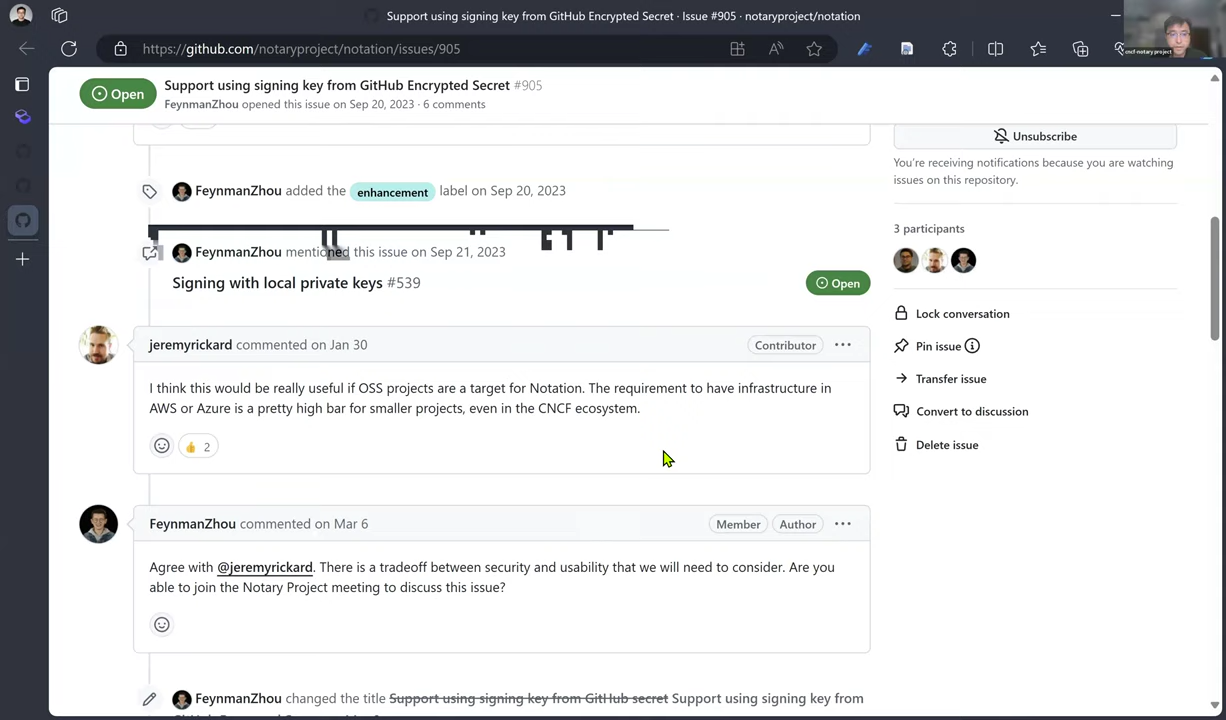 Support using signing key from GitHub Encrypted Secret · Issue #905 · notaryproject/notation
cncf-notary project
https://github.com/notaryproject/notation/issues/905
Open
Support using signing key from GitHub Encrypted Secret #905
FeynmanZhou opened this issue on Sep 20, 2023 · 6 comments
Unsubscribe
You're receiving notifications because you are watching
issues on this repository.
FeynmanZhou added the enhancement label on Sep 20, 2023
3 participants
FeynmanZhou mentioned this issue on Sep 21, 2023
Signing with local private keys #539
Open
Lock conversation
Pin issue
Transfer issue
Convert to discussion
Delete issue
jeremyrickard commented on Jan 30
Contributor
I think this would be really useful if OSS projects are a target for Notation. The requirement to have infrastructure in
AWS or Azure is a pretty high bar for smaller projects, even in the CNCF ecosystem.
👍 2
FeynmanZhou commented on Mar 6
Member
Author
Agree with @jeremyrickard. There is a tradeoff between security and usability that we will need to consider. Are you
able to join the Notary Project meeting to discuss this issue?
FeynmanZhou changed the title Support using signing key from GitHub secret Support using signing key from